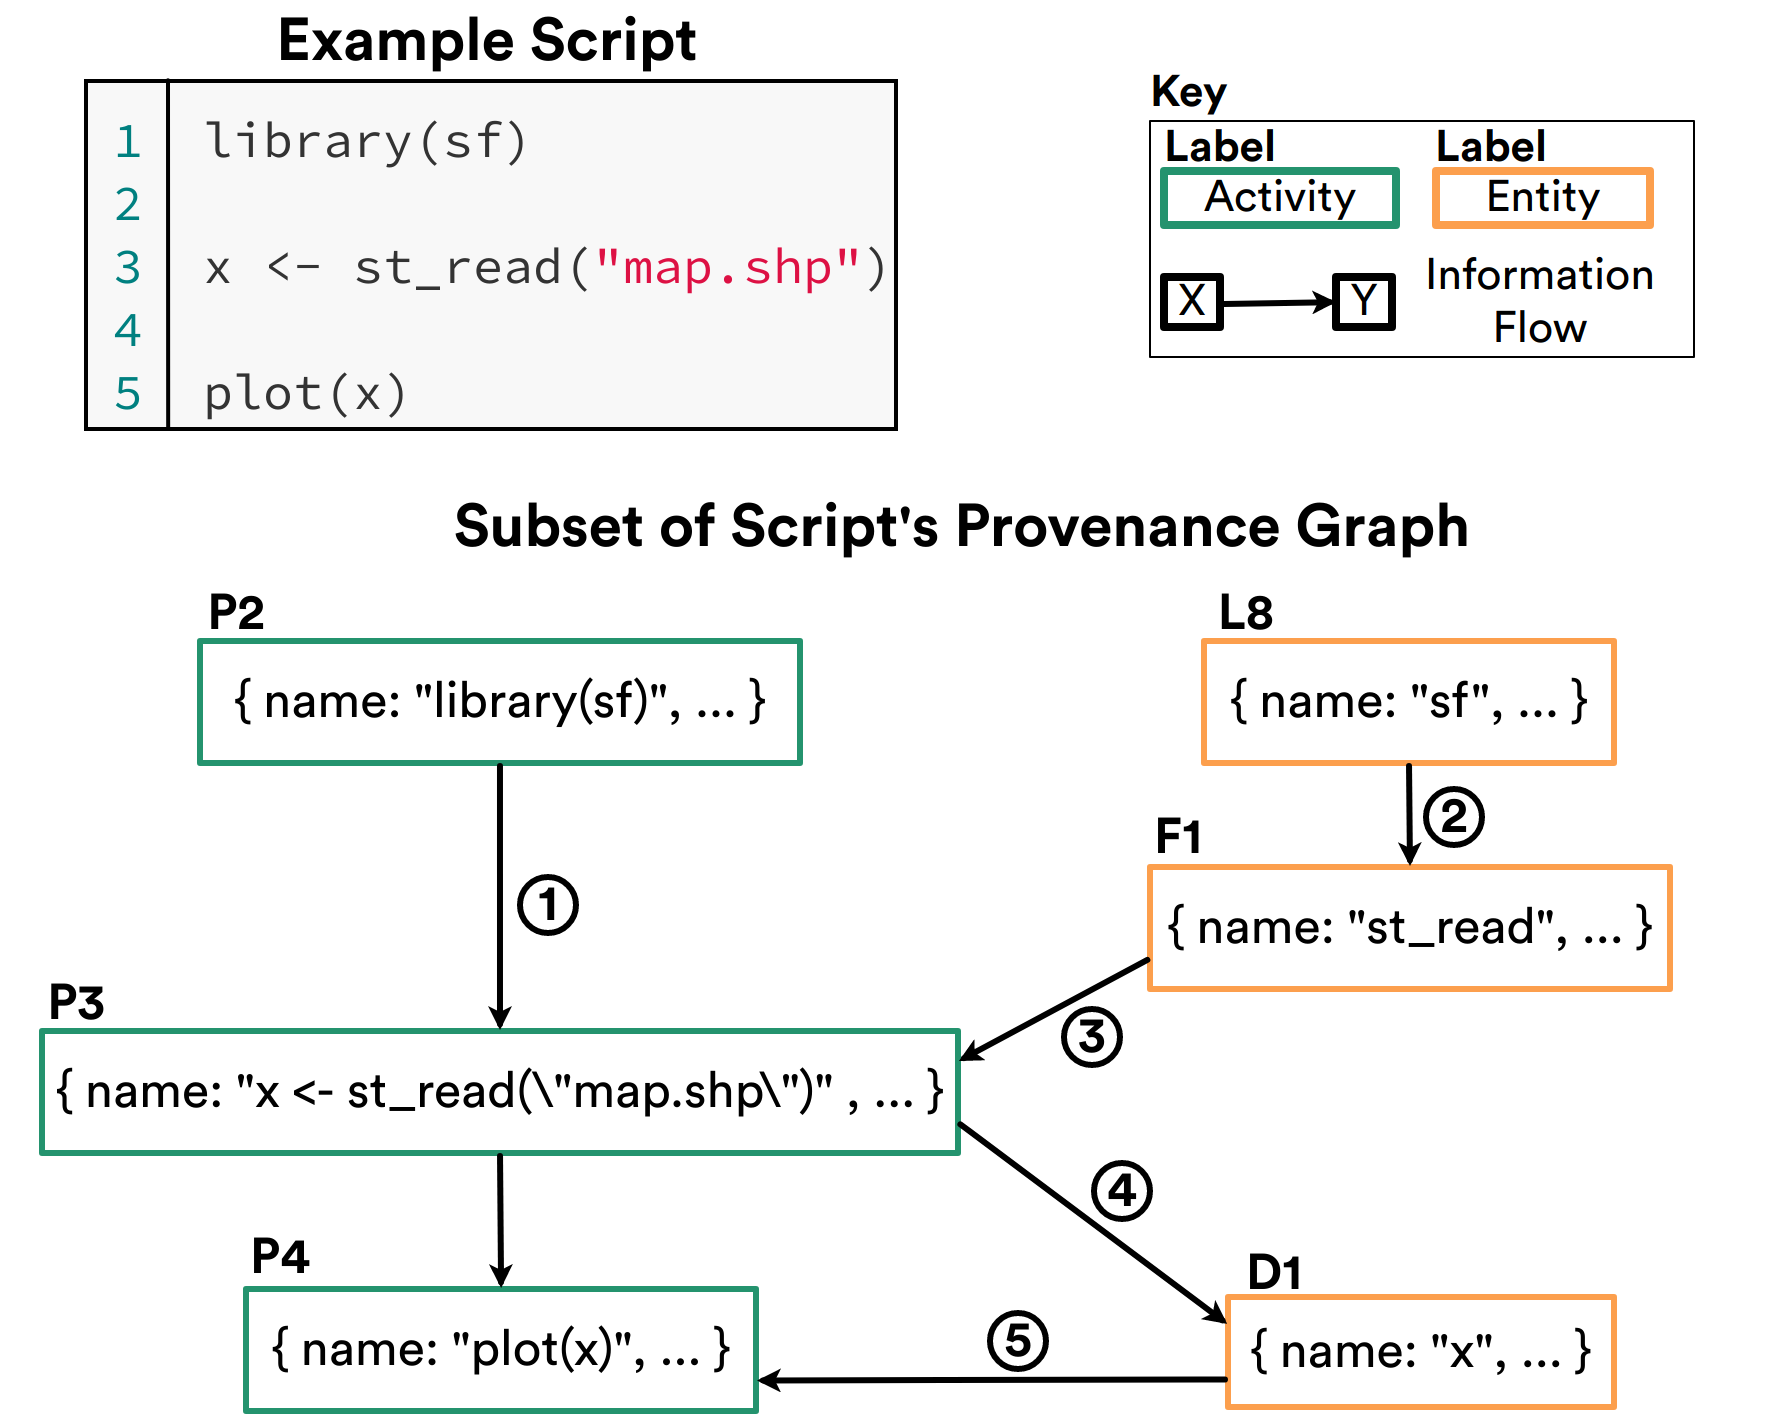 Example Script
1 library(sf)
2
3 x <- st_read("map.shp")
4
5 plot(x)
Key
Label Label
Activity Entity
X Y Information
Flow
Subset of Script's Provenance Graph
P2
{ name: "library(sf)", ... }
L8
{ name: "sf", ... }
1
2
F1
{ name: "st_read", ... }
3
P3
{ name: "x <- st_read(\"map.shp\")" , ... }
4
P4
{ name: "plot(x)", ... }
5
D1
{ name: "x", ... }